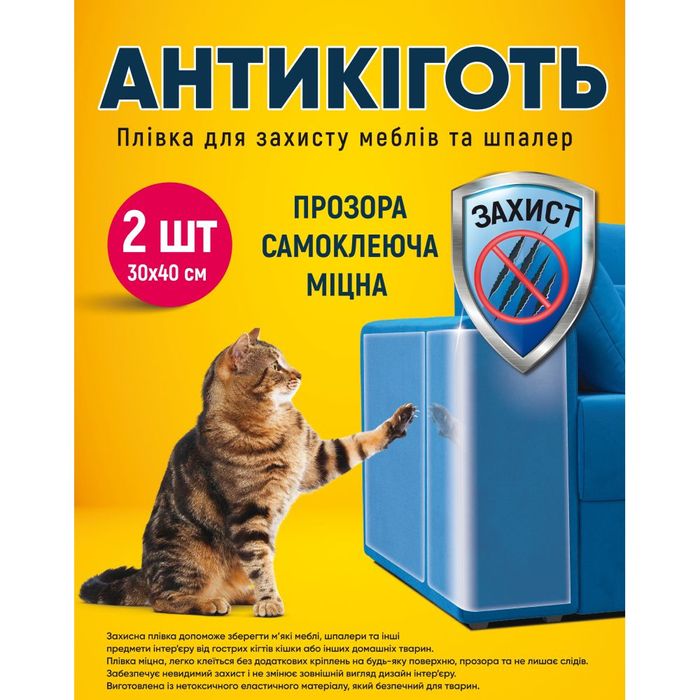 АНТИКІГОТЬ
Плівка для захисту меблів та шпалер
2 шт
30х40 см
ПРОЗОРА
САМОКЛЕЮЧА
МІЦНА
ЗАХИСТ
Захисна плівка допоможе зберегти м'які меблі, шпалери та інші
предмети інтер'єру від гострих кігтів кішки або інших домашніх тварин.
Плівка міцна, легко клеїться без додаткових кріплень на будь-яку поверхню, прозора та не лишає слідів.
Забезпечує невидимий захист і не змінює зовнішній вигляд дизайн інтер'єру.
Виготовлена із нетоксичного еластичного матеріалу, який безпечний для тварин.